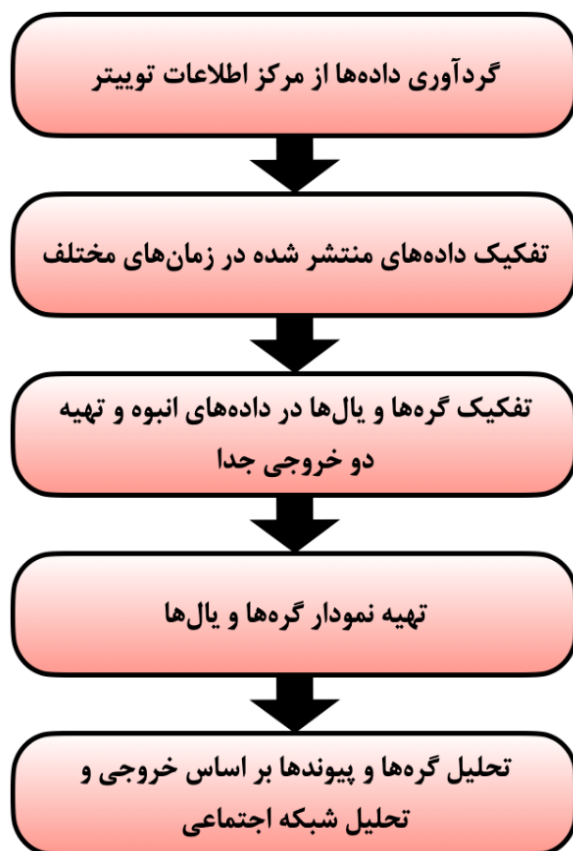 گردآوری داده‌ها از مرکز اطلاعات توییتر
تفکیک داده‌های منتشر شده در زمان‌های مختلف
تفکیک گره‌ها و یال‌ها در داده‌های انبوه و تهیه
دو خروجی جدا
تهیه نمودار گره‌ها و یال‌ها
تحلیل گره‌ها و پیوندها بر اساس خروجی و
تحلیل شبکه اجتماعی